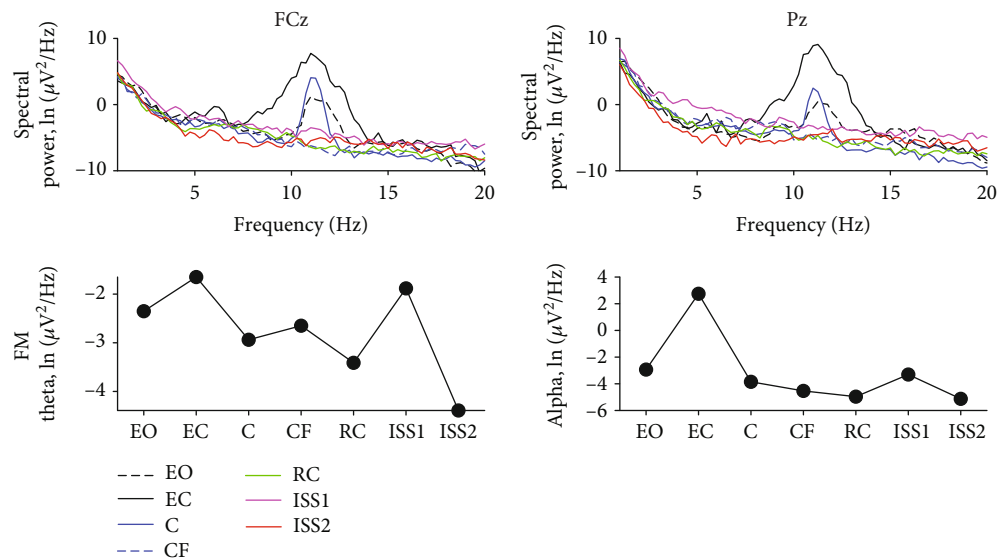 FCz
Spectral
power, ln (μV²/Hz)
10
0
−10
5
10
15
20
Frequency (Hz)
Pz
Spectral
power, ln (μV²/Hz)
10
0
−10
5
10
15
20
Frequency (Hz)
FM
theta, ln (μV²/Hz)
−2
−3
−4
EO EC C CF RC ISS1 ISS2
Alpha, ln (μV²/Hz)
4
2
0
−2
−4
−6
EO EC C CF RC ISS1 ISS2
EO
EC
C
CF
RC
ISS1
ISS2